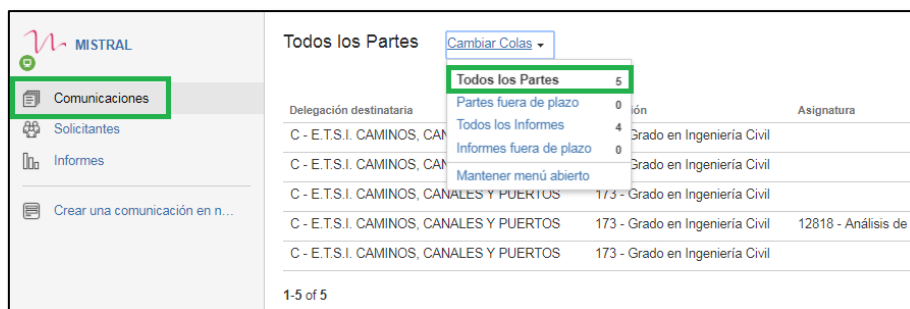 MISTRAL
Comunicaciones
Solicitantes
Informes
Crear una comunicación en n...
Todos los Partes
Cambiar Colas
Todos los Partes 5
Partes fuera de plazo 0
Todos los Informes 4
Informes fuera de plazo 0
Mantener menú abierto
Delegación destinataria ión Asignatura
C - E.T.S.I. CAMINOS, CAN Grado en Ingeniería Civil
C - E.T.S.I. CAMINOS, CAN Grado en Ingeniería Civil
C - E.T.S.I. CAMINOS, CANALES Y PUERTOS 173 - Grado en Ingeniería Civil
C - E.T.S.I. CAMINOS, CANALES Y PUERTOS 173 - Grado en Ingeniería Civil 12818 - Análisis de
C - E.T.S.I. CAMINOS, CANALES Y PUERTOS 173 - Grado en Ingeniería Civil
1-5 of 5